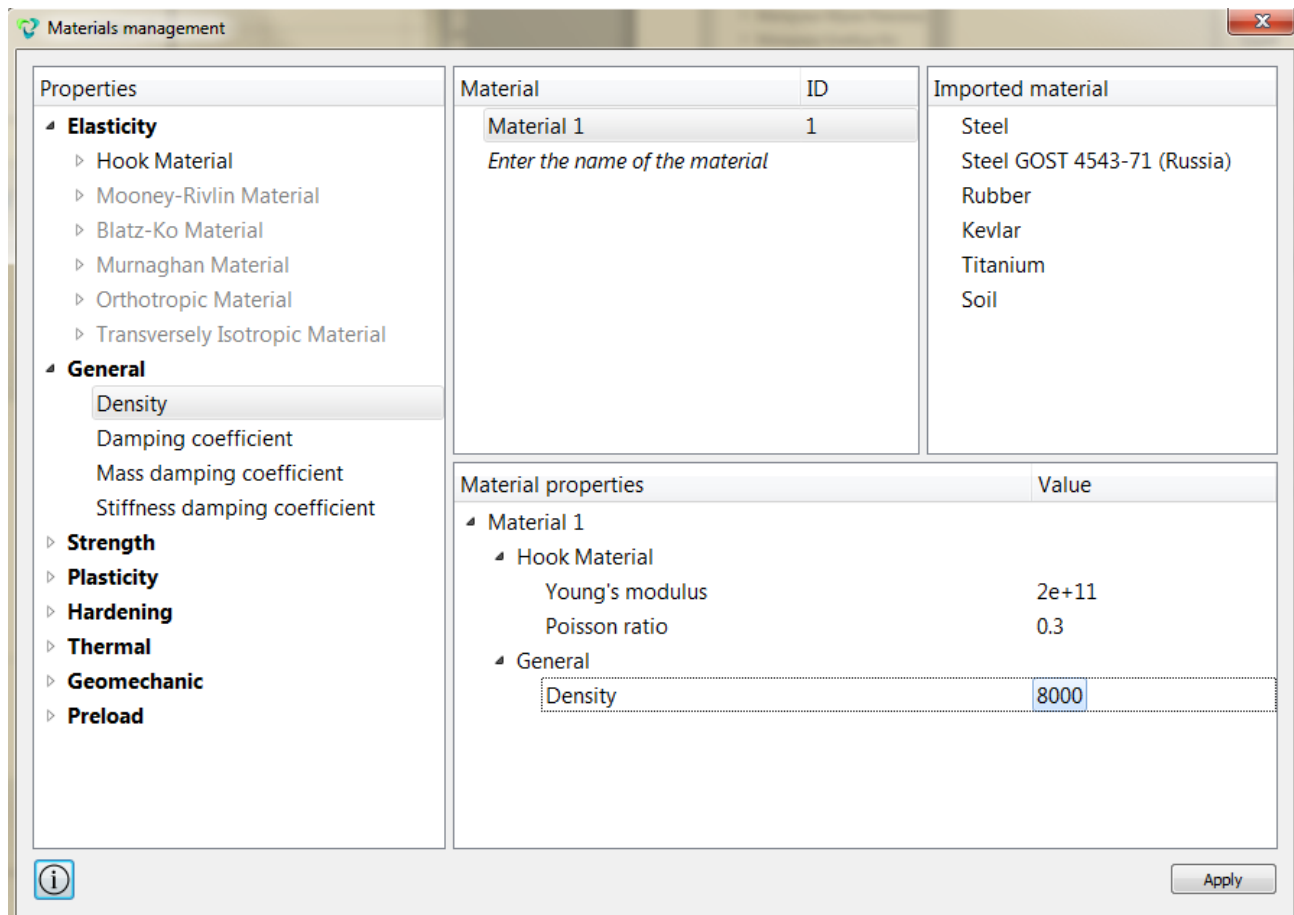 Materials management
Properties
Elasticity
Hook Material
Mooney-Rivlin Material
Blatz-Ko Material
Murnaghan Material
Orthotropic Material
Transversely Isotropic Material
General
Density
Damping coefficient
Mass damping coefficient
Stiffness damping coefficient
Strength
Plasticity
Hardening
Thermal
Geomechanic
Preload
Material ID
Material 1 1
Enter the name of the material
Imported material
Steel
Steel GOST 4543-71 (Russia)
Rubber
Kevlar
Titanium
Soil
Material properties Value
Material 1
Hook Material
Young's modulus 2e+11
Poisson ratio 0.3
General
Density 8000
Apply